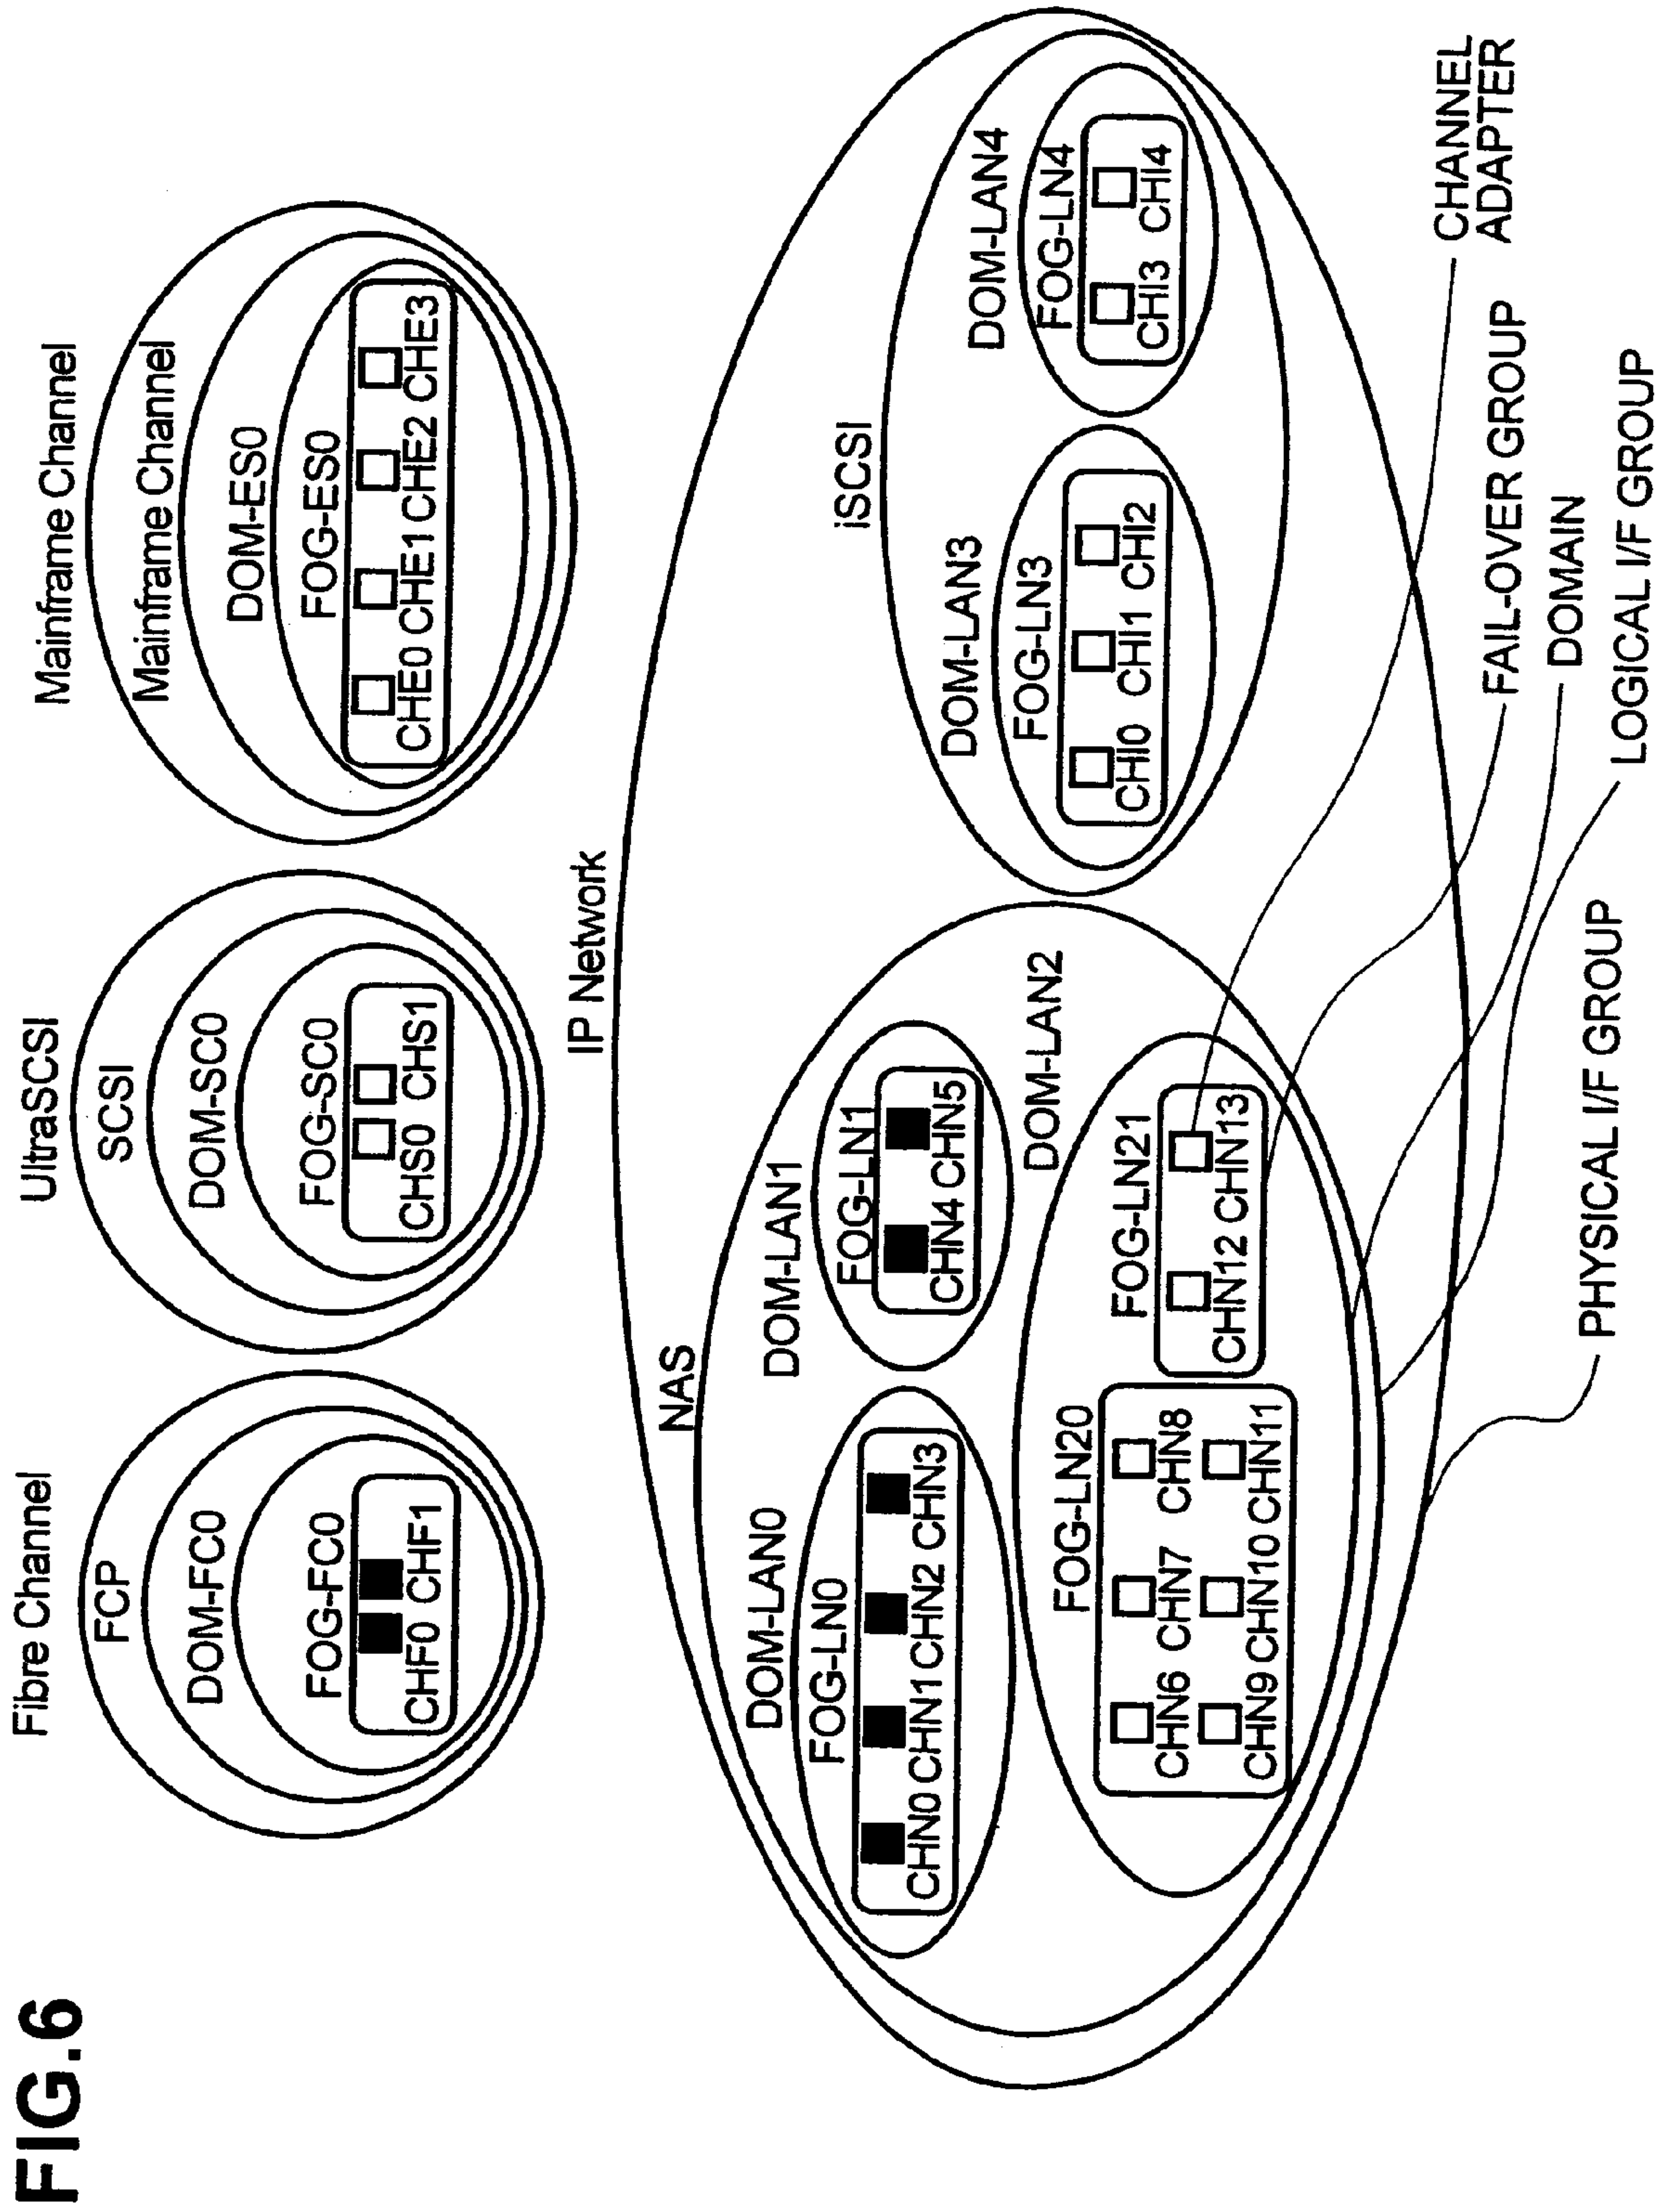 FIG.6
Fibre Channel
FCP
DOM-FC0
FOG-FC0
CHF0 CHF1
UltraSCSI
SCSI
DOM-SC0
FOG-SC0
CHS0 CHS1
Mainframe Channel
Mainframe Channel
DOM-ES0
FOG-ES0
CHE0 CHE1 CHE2 CHE3
IP Network
NAS
DOM-LAN0
FOG-LN0
CHN0 CHN1 CHN2 CHN3
DOM-LAN1
FOG-LN1
CHN4 CHN5
DOM-LAN2
FOG-LN20
CHN6 CHN7 CHN8
CHN9 CHN10 CHN11
FOG-LN21
CHN12 CHN13
iSCSI
DOM-LAN3
FOG-LN3
CHI0 CHI1 CHI2
DOM-LAN4
FOG-LN4
CHI3 CHI4
CHANNEL
ADAPTER
FAIL-OVER GROUP
DOMAIN
LOGICAL I/F GROUP
PHYSICAL I/F GROUP